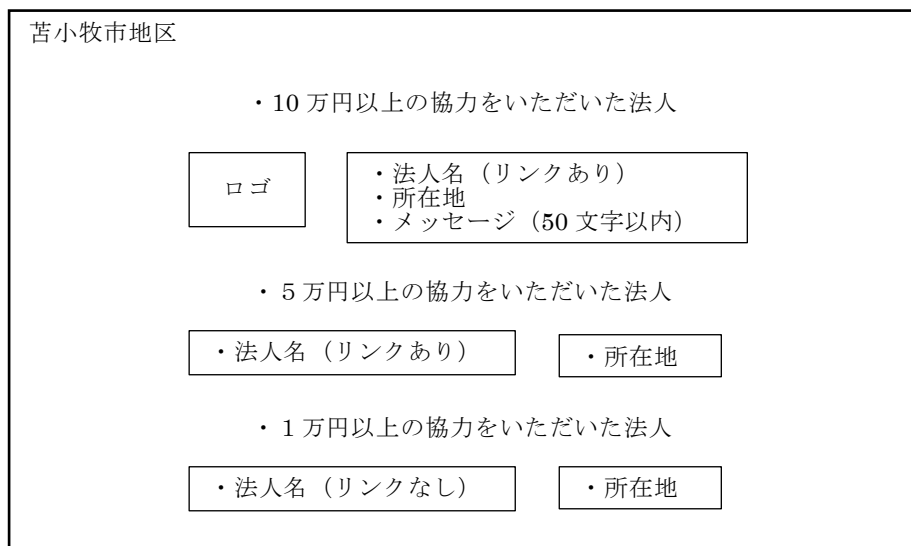 苫小牧市地区
・10 万円以上の協力をいただいた法人
ロゴ
・法人名（リンクあり）
・所在地
・メッセージ（50 文字以内）
・５万円以上の協力をいただいた法人
・法人名（リンクあり）
・所在地
・１万円以上の協力をいただいた法人
・法人名（リンクなし）
・所在地